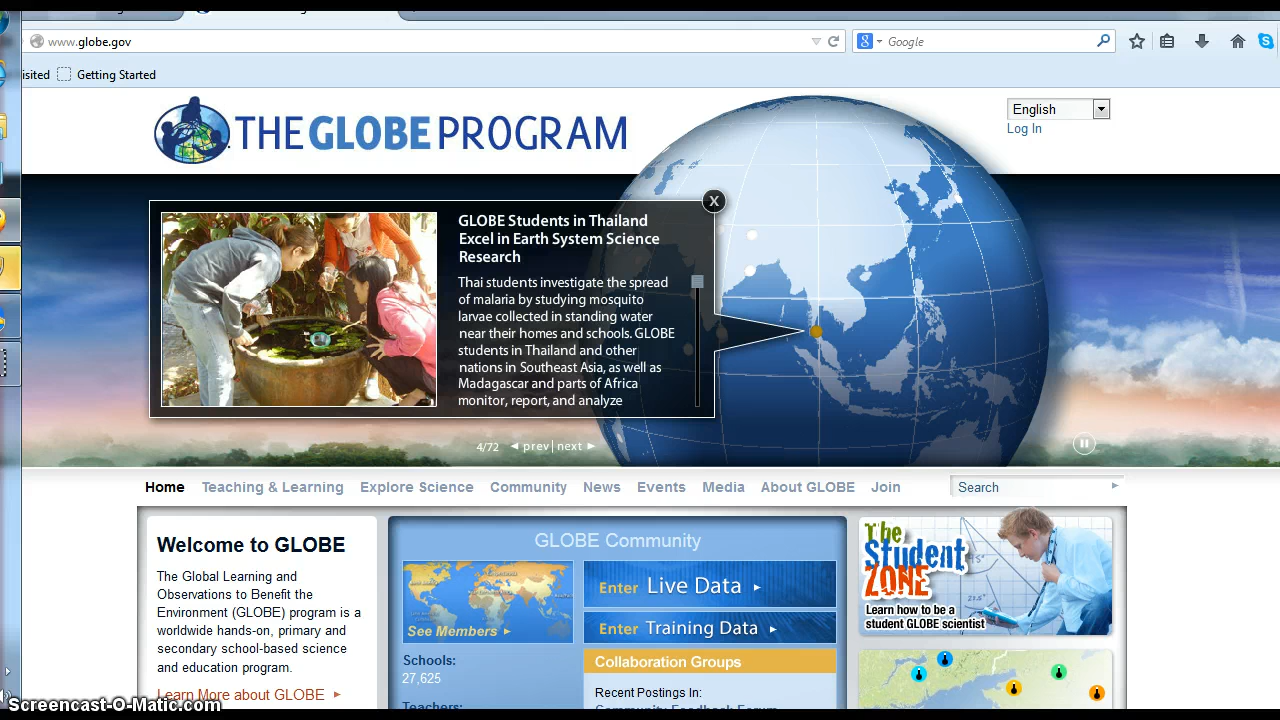 www.globe.gov
Google
isited
Getting Started
THE GLOBE PROGRAM
English
Log In
X
GLOBE Students in Thailand
Excel in Earth System Science
Research
Thai students investigate the spread
of malaria by studying mosquito
larvae collected in standing water
near their homes and schools. GLOBE
students in Thailand and other
nations in Southeast Asia, as well as
Madagascar and parts of Africa
monitor, report, and analyze
4/72 ◄ prev | next ►
Home Teaching & Learning Explore Science Community News Events Media About GLOBE Join
Search
Welcome to GLOBE
The Global Learning and
Observations to Benefit the
Environment (GLOBE) program is a
worldwide hands-on, primary and
secondary school-based science
and education program.
Learn More about GLOBE
GLOBE Community
See Members
Schools:
27,625
Teachers:
Enter Live Data
Enter Training Data
Collaboration Groups
Recent Postings In:
Community Feedback Forum
The
Student
ZONE
Learn how to be a
student GLOBE scientist
Screencast-O-Matic.com